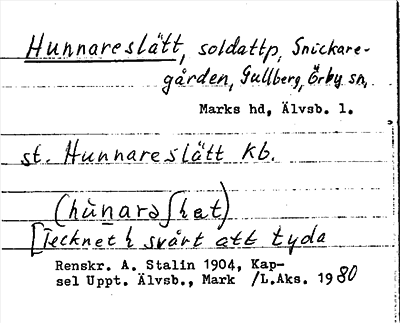 Hunnareslätt, soldattp, Snickare-
gården, Gullberg, Örby sn,
Marks hd, Älvsb. l.
st. Hunnareslätt Kb.
(hùnarəʃhæt)
[Tecknet h svårt att tyda
Renskr. A. Stalin 1904, Kap-
sel Uppt. Älvsb., Mark /L.Aks. 1980